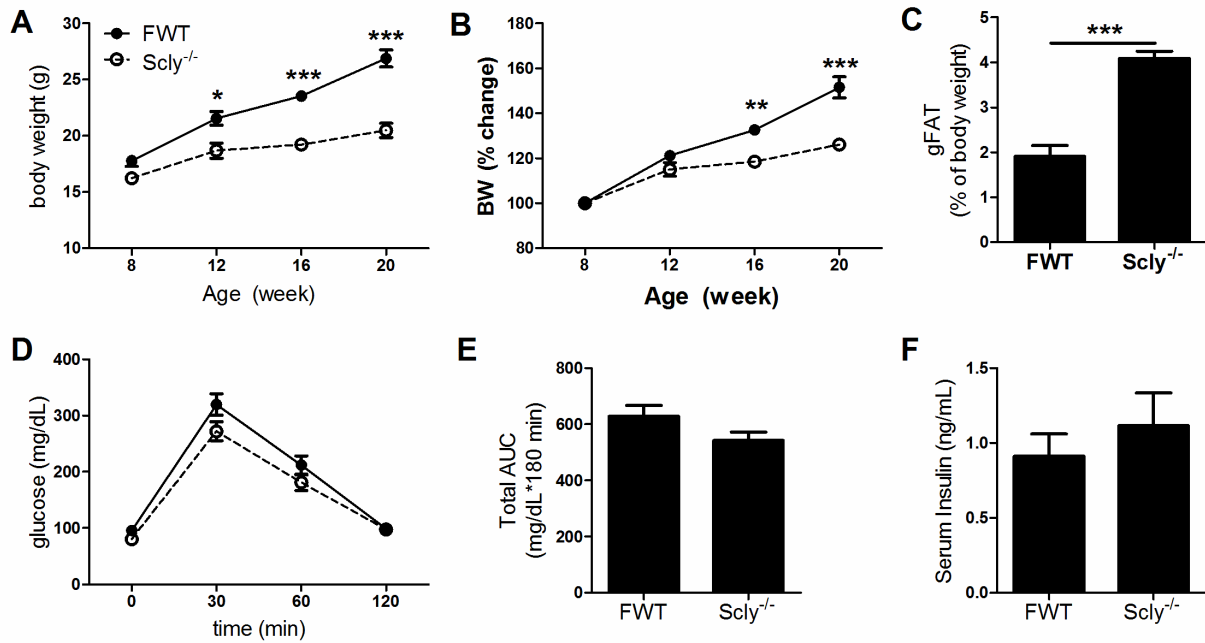 A
30
25
20
15
10
body weight (g)
FWT
Scly-/-
*
***
***
8 12 16 20
Age (week)
B
180
160
140
120
100
80
BW (% change)
**
***
8 12 16 20
Age (week)
C
5
4
3
2
1
0
gFAT
(% of body weight)
***
FWT Scly-/-
D
400
300
200
100
0
glucose (mg/dL)
0 30 60 120
time (min)
E
800
600
400
200
0
Total AUC
(mg/dL*180 min)
FWT Scly-/-
F
1.5
1.0
0.5
0.0
Serum Insulin (ng/mL)
FWT Scly-/-